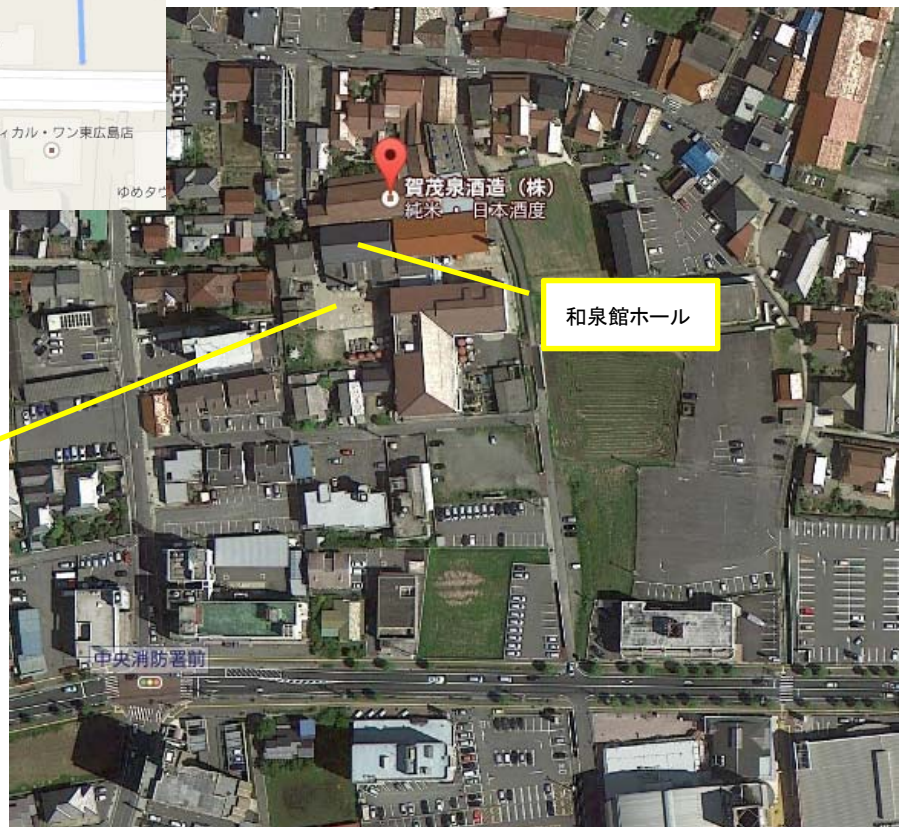 ィカル・ワン東広島店
ゆめタウ
賀茂泉酒造（株）
純米 ・ 日本酒度
和泉館ホール
中央消防署前